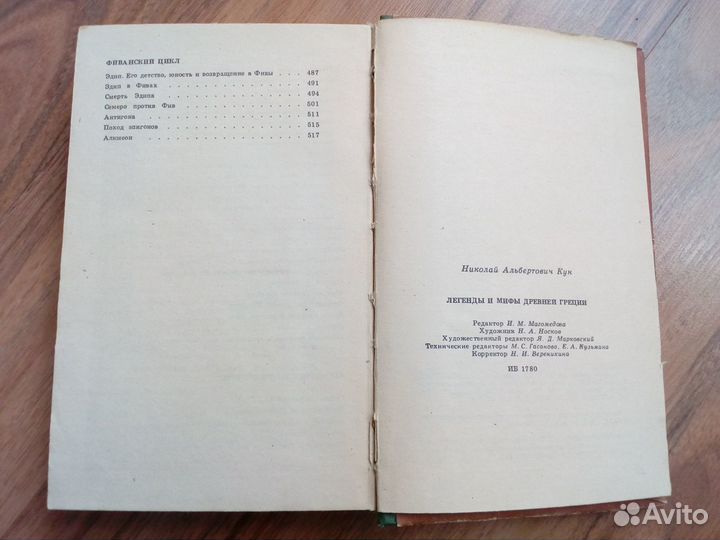 ФИВАНСКИЙ ЦИКЛ
Эдип. Его детство, юность и возвращение в Фивы . . . 487
Эдип в Фивах . . . . . . . . . . . . . . 491
Смерть Эдипа . . . . . . . . . . . . . . 494
Семеро против Фив . . . . . . . . . . . . 501
Антигона . . . . . . . . . . . . . . . 511
Поход эпигонов . . . . . . . . . . . . . 515
Алкмеон . . . . . . . . . . . . . . . 517
Николай Альбертович Кун
ЛЕГЕНДЫ И МИФЫ ДРЕВНЕЙ ГРЕЦИИ
Редактор И. М. Магомедова
Художник Н. А. Носков
Художественный редактор Я. Д. Марковский
Технические редакторы М. С. Гасанова, Е. А. Кузьмина
Корректор Н. И. Веренихина
ИБ 1780
Avito